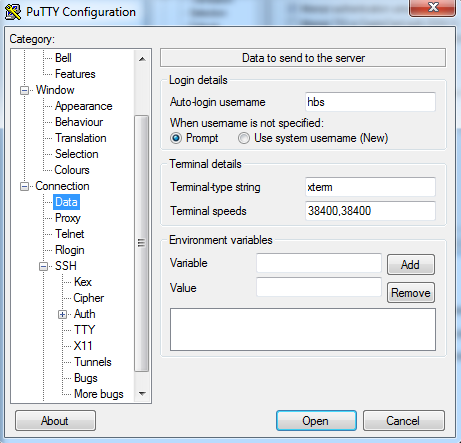 PuTTY Configuration
Category:
Bell
Features
Window
Appearance
Behaviour
Translation
Selection
Colours
Connection
Data
Proxy
Telnet
Rlogin
SSH
Kex
Cipher
Auth
TTY
X11
Tunnels
Bugs
More bugs
Data to send to the server
Login details
Auto-login username hbs
When username is not specified:
Prompt Use system username (New)
Terminal details
Terminal-type string xterm
Terminal speeds 38400,38400
Environment variables
Variable Add
Value Remove
About Open Cancel